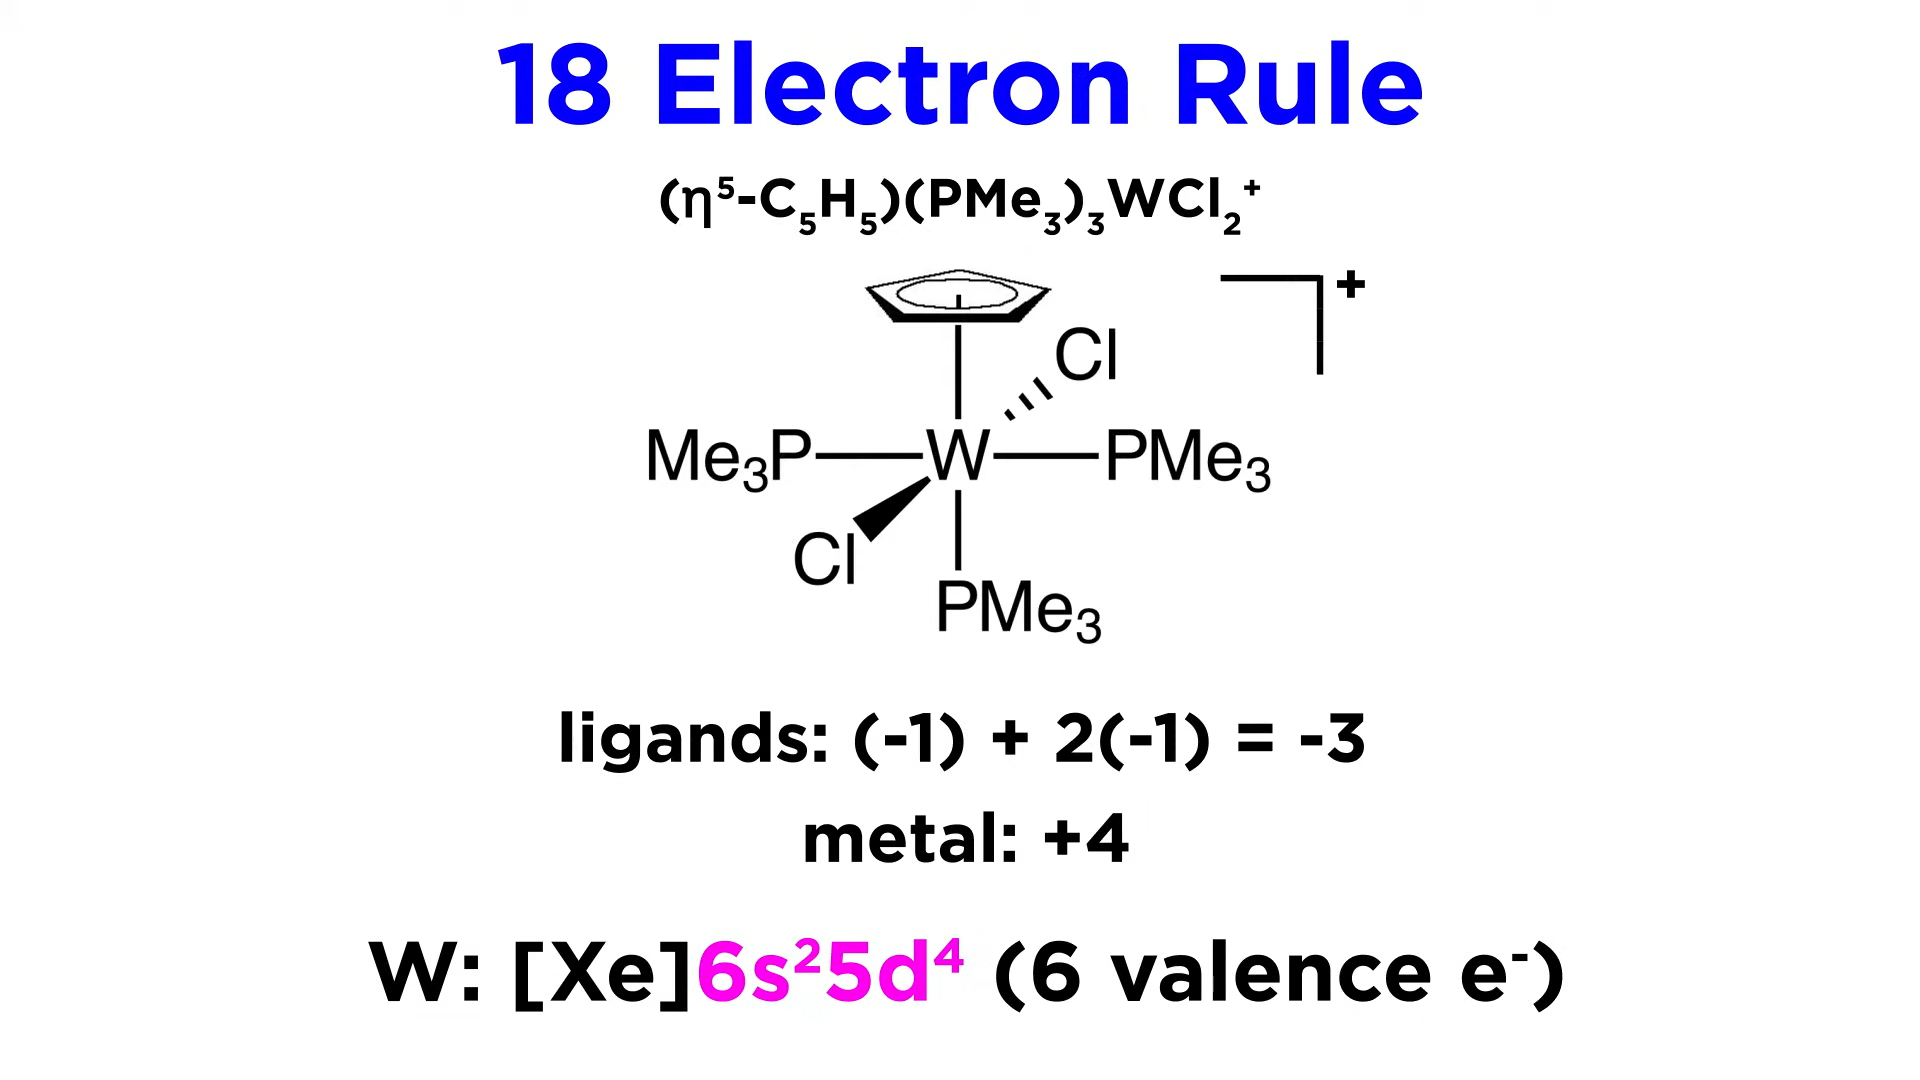 18 Electron Rule
(η⁵-C₅H₅)(PMe₃)₃WCl₂⁺
+
Cl
Me₃P W PMe₃
Cl
PMe₃
ligands: (-1) + 2(-1) = -3
metal: +4
W: [Xe]6s²5d⁴ (6 valence e⁻)